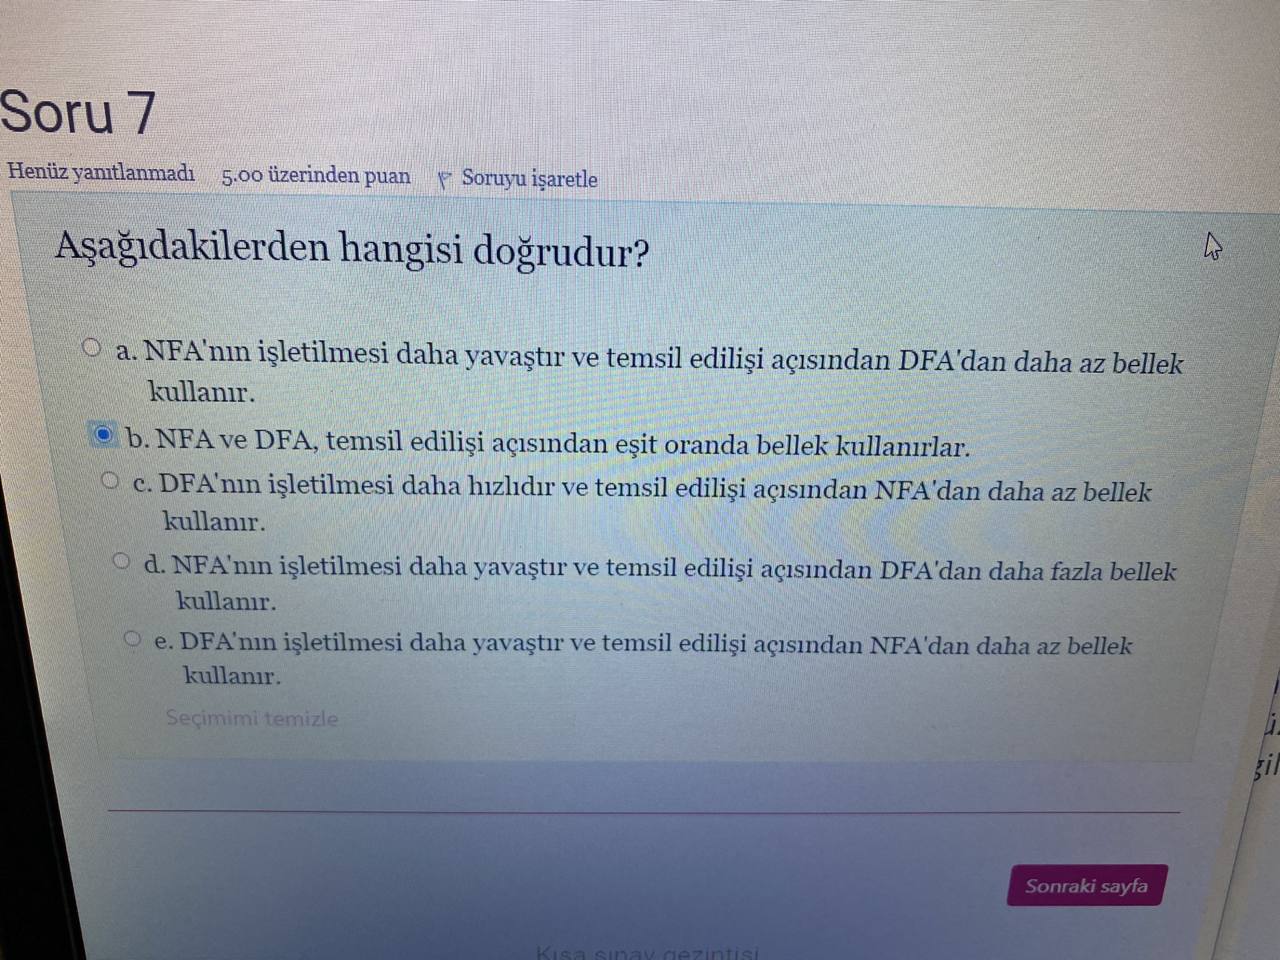 Soru 7
Henüz yanıtlanmadı 5.00 üzerinden puan Soruyu işaretle
Aşağıdakilerden hangisi doğrudur?
a. NFA'nın işletilmesi daha yavaştır ve temsil edilişi açısından DFA'dan daha az bellek
kullanır.
b. NFA ve DFA, temsil edilişi açısından eşit oranda bellek kullanırlar.
c. DFA'nın işletilmesi daha hızlıdır ve temsil edilişi açısından NFA'dan daha az bellek
kullanır.
d. NFA'nın işletilmesi daha yavaştır ve temsil edilişi açısından DFA'dan daha fazla bellek
kullanır.
e. DFA'nın işletilmesi daha yavaştır ve temsil edilişi açısından NFA'dan daha az bellek
kullanır.
Seçimimi temizle
Sonraki sayfa
Kısa sınav gezintisi